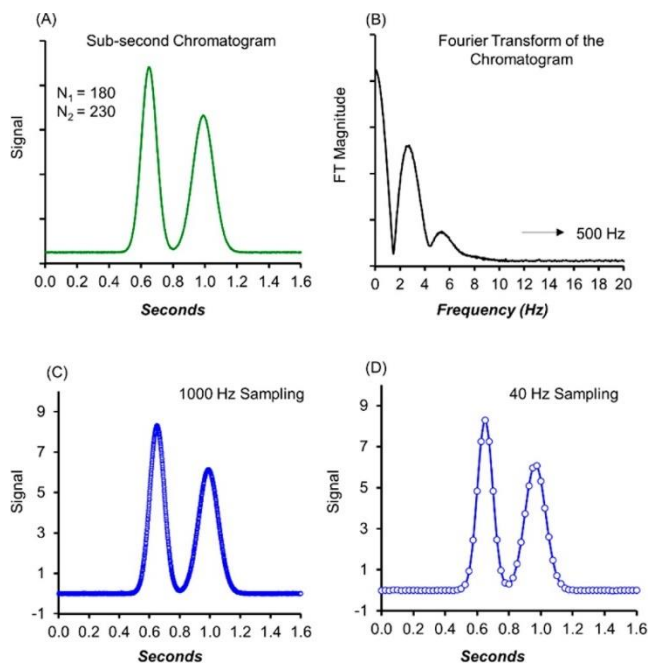 (A)
Sub-second Chromatogram
N₁ = 180
N₂ = 230
Signal
0.0 0.2 0.4 0.6 0.8 1.0 1.2 1.4 1.6
Seconds
(B)
Fourier Transform of the
Chromatogram
FT Magnitude
500 Hz
0 2 4 6 8 10 12 14 16 18 20
Frequency (Hz)
(C)
1000 Hz Sampling
Signal
9
7
5
3
1
-1
0.0 0.2 0.4 0.6 0.8 1.0 1.2 1.4 1.6
Seconds
(D)
40 Hz Sampling
Signal
9
7
5
3
1
-1
0.0 0.2 0.4 0.6 0.8 1.0 1.2 1.4 1.6
Seconds